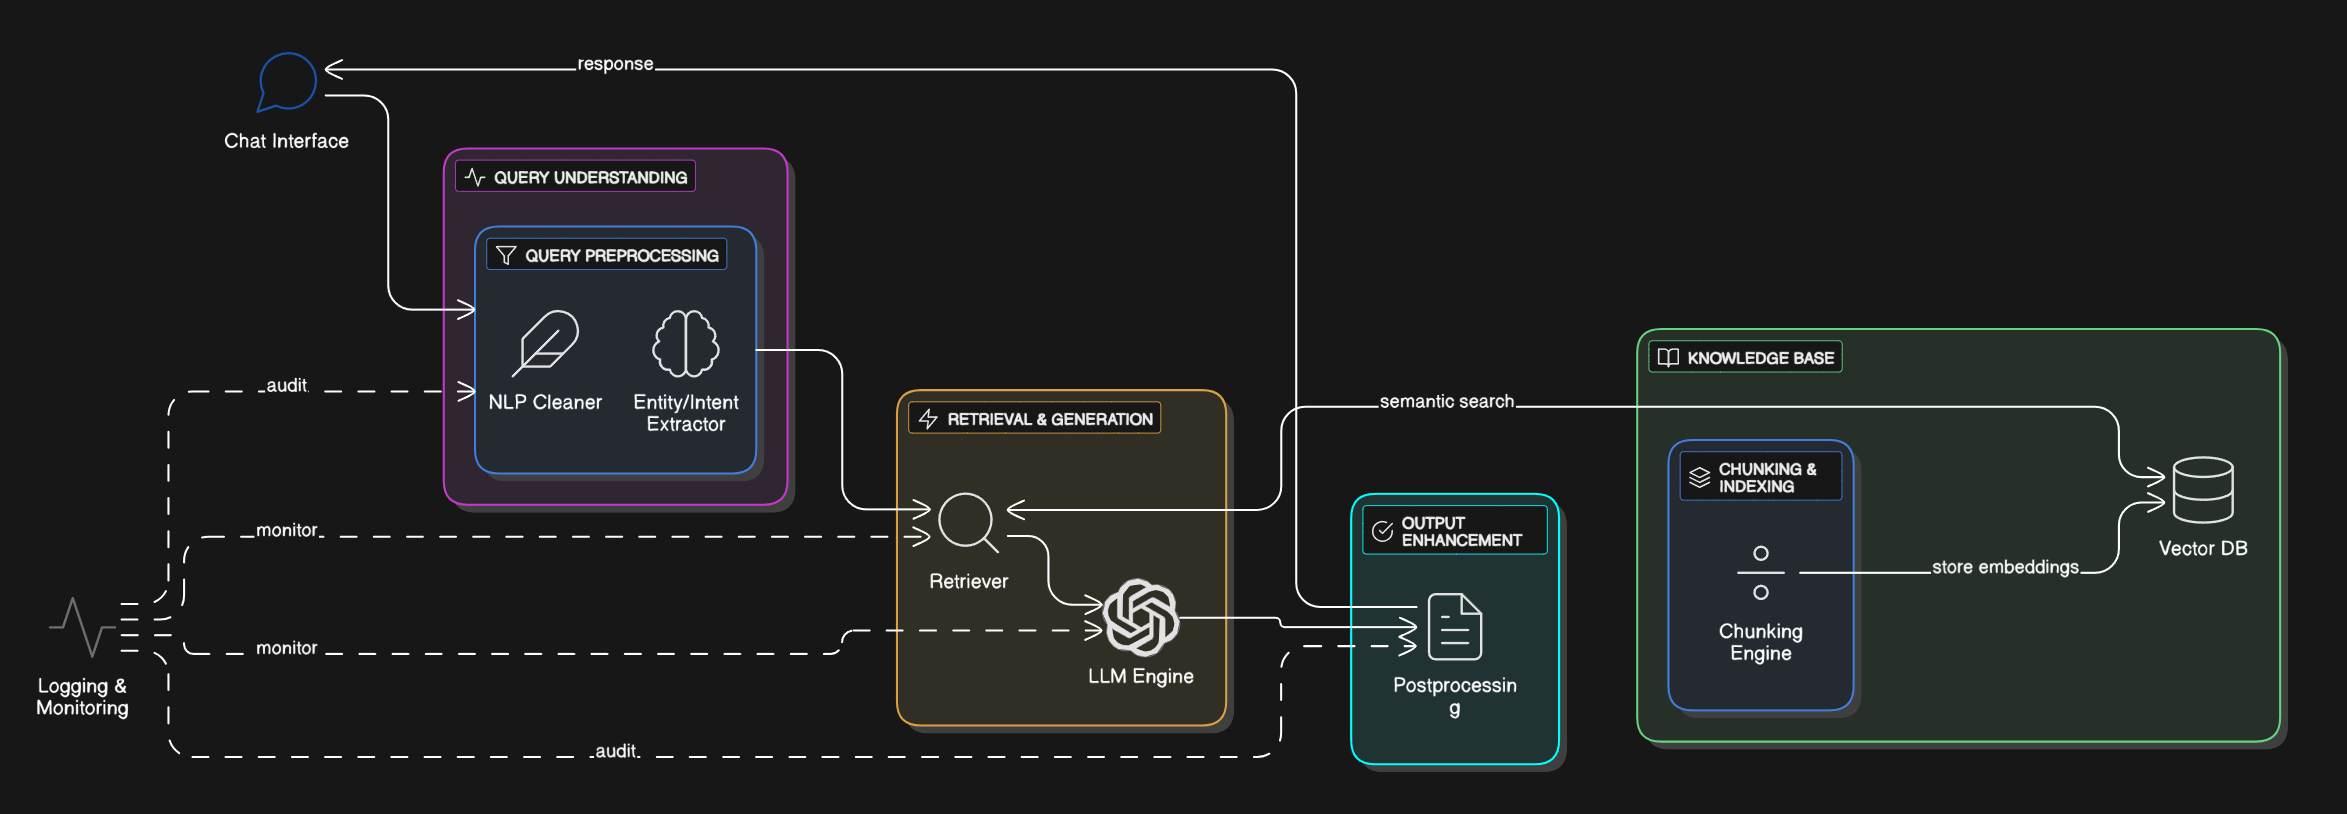 response
Chat Interface
QUERY UNDERSTANDING
QUERY PREPROCESSING
NLP Cleaner
Entity/Intent
Extractor
audit
monitor
monitor
Logging &
Monitoring
audit
RETRIEVAL & GENERATION
Retriever
LLM Engine
semantic search
OUTPUT
ENHANCEMENT
Postprocessin
g
KNOWLEDGE BASE
CHUNKING &
INDEXING
Chunking
Engine
store embeddings
Vector DB